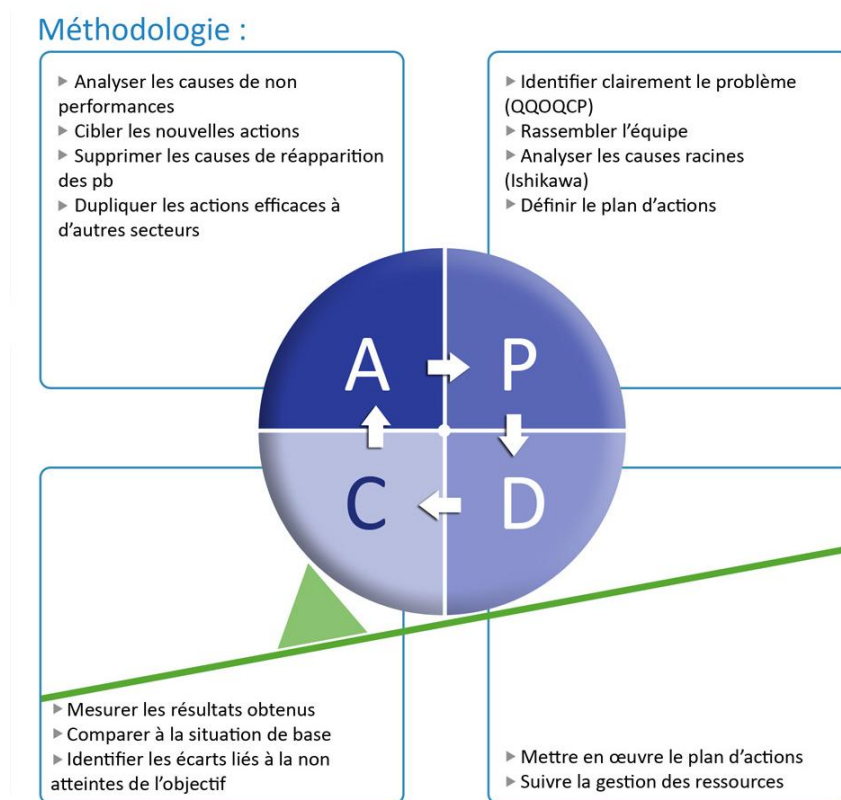 Méthodologie :
▶ Analyser les causes de non
performances
▶ Cibler les nouvelles actions
▶ Supprimer les causes de réapparition
des pb
▶ Dupliquer les actions efficaces à
d’autres secteurs
▶ Identifier clairement le problème
(QQOQCP)
▶ Rassembler l’équipe
▶ Analyser les causes racines
(Ishikawa)
▶ Définir le plan d’actions
A
P
C
D
▶ Mesurer les résultats obtenus
▶ Comparer à la situation de base
▶ Identifier les écarts liés à la non
atteintes de l’objectif
▶ Mettre en œuvre le plan d’actions
▶ Suivre la gestion des ressources